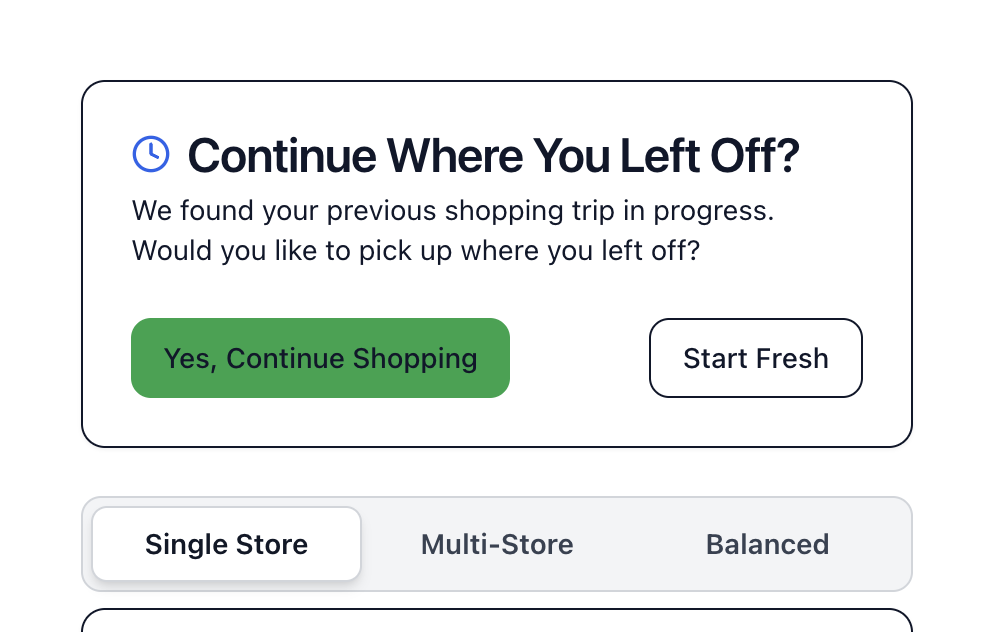 Continue Where You Left Off?
We found your previous shopping trip in progress.
Would you like to pick up where you left off?
Yes, Continue Shopping
Start Fresh
Single Store
Multi-Store
Balanced